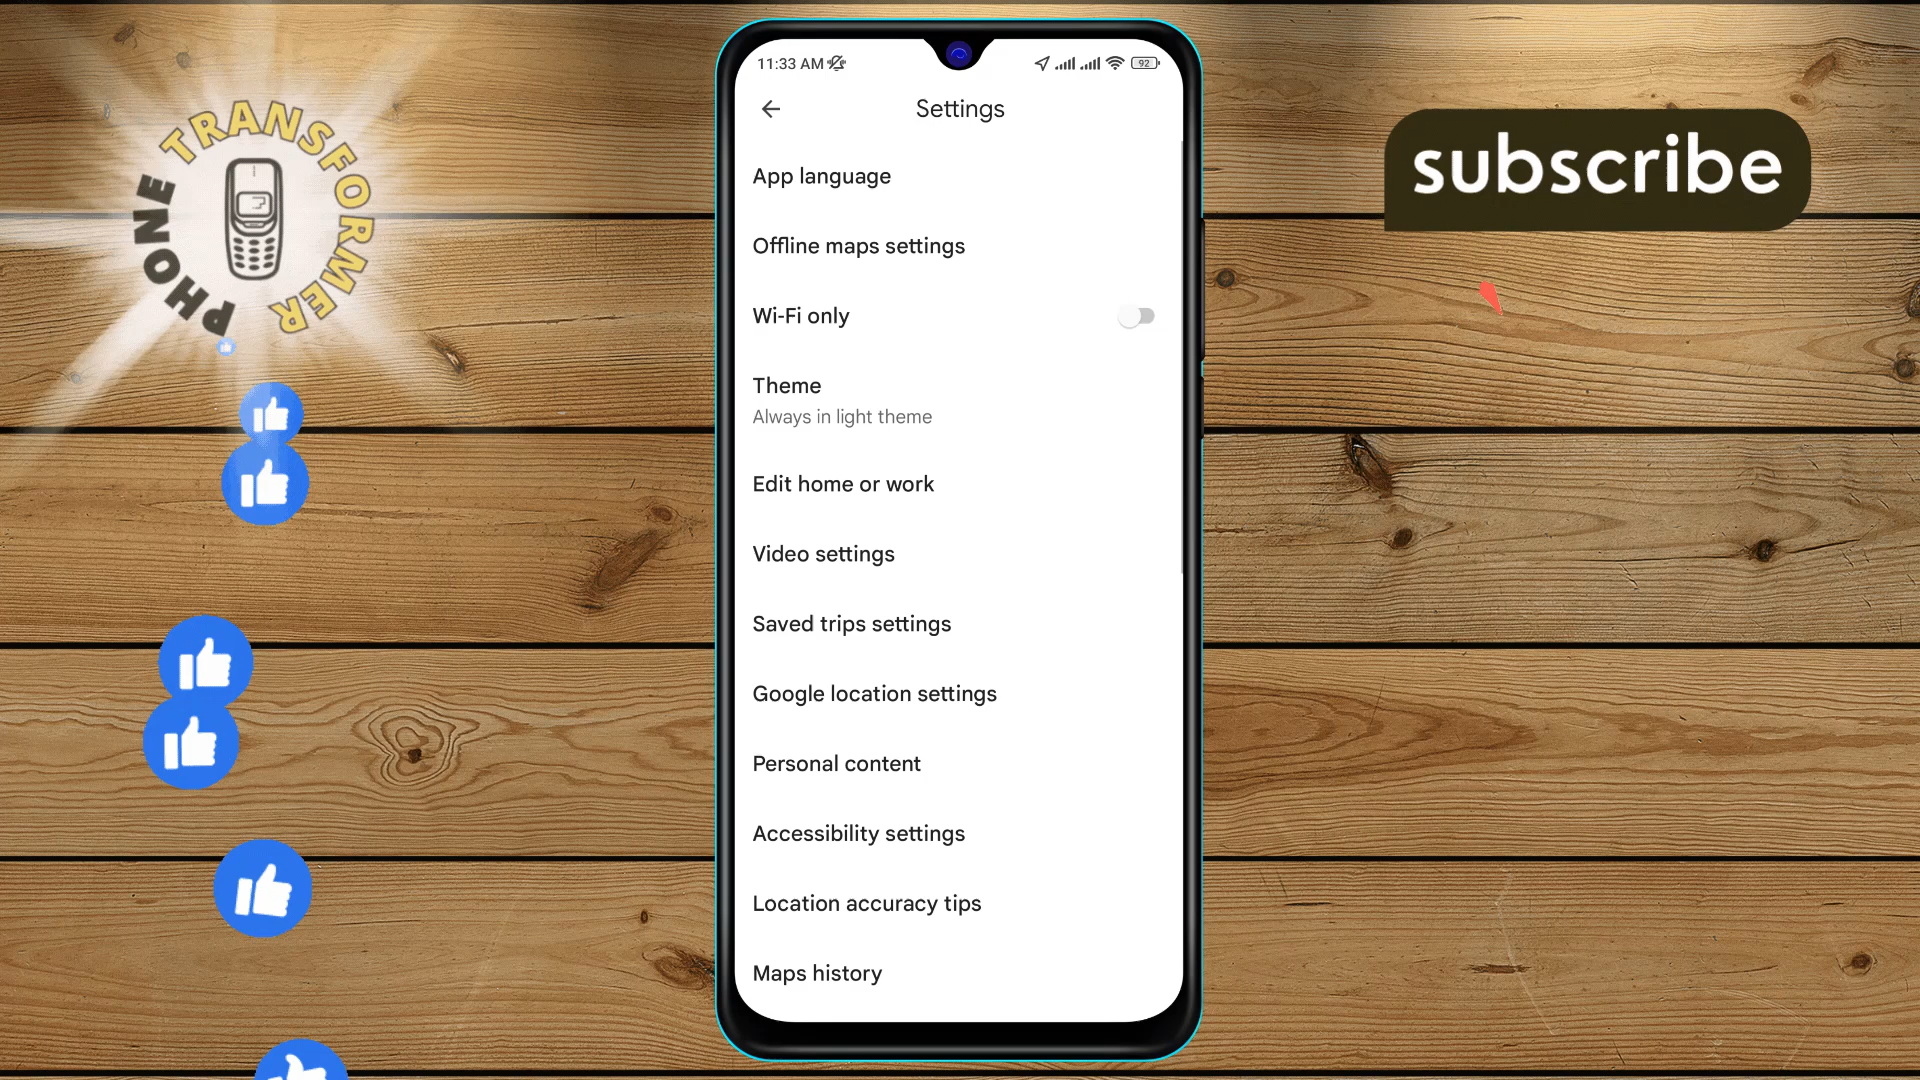 PHONE TRANSFORMER
subscribe
11:33 AM
92
Settings
App language
Offline maps settings
Wi-Fi only
Theme
Always in light theme
Edit home or work
Video settings
Saved trips settings
Google location settings
Personal content
Accessibility settings
Location accuracy tips
Maps history